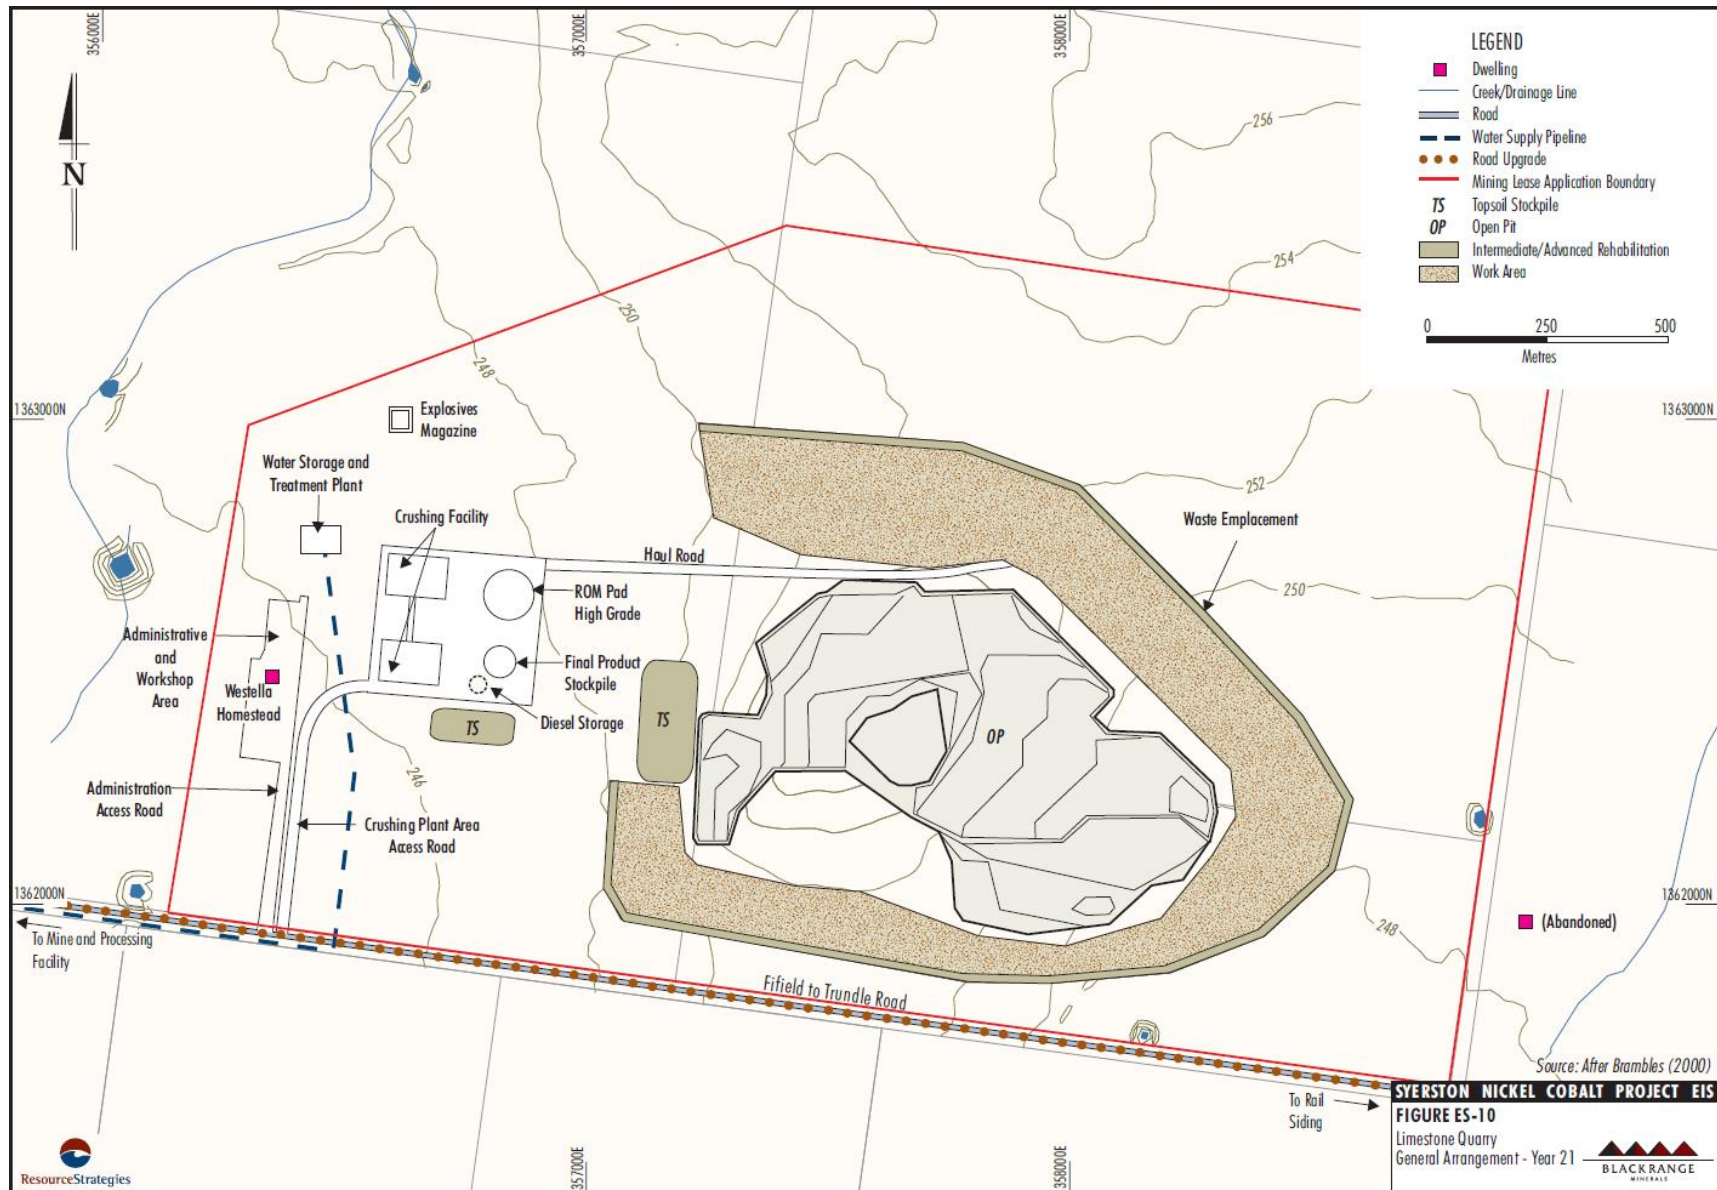 356000E
357000E
358000E
LEGEND
Dwelling
Creek/Drainage Line
Road
Water Supply Pipeline
Road Upgrade
Mining Lease Application Boundary
TS Topsoil Stockpile
OP Open Pit
Intermediate/Advanced Rehabilitation
Work Area
0 250 500
Metres
N
256
254
250
248
1363000N
1363000N
Explosives
Magazine
Water Storage and
Treatment Plant
252
Crushing Facility
Waste Emplacement
Haul Road
ROM Pad
High Grade
250
Administrative
and
Workshop
Area
Final Product
Stockpile
Westella
Homestead
Diesel Storage
TS
TS
OP
246
Administration
Access Road
Crushing Plant Area
Access Road
1362000N
1362000N
248
(Abandoned)
To Mine and Processing
Facility
Fifield to Trundle Road
To Rail
Siding
Source: After Brambles (2000)
SYERSTON NICKEL COBALT PROJECT EIS
FIGURE ES-10
Limestone Quarry
General Arrangement - Year 21
BLACK RANGE
MINERALS
357000E
358000E
ResourceStrategies